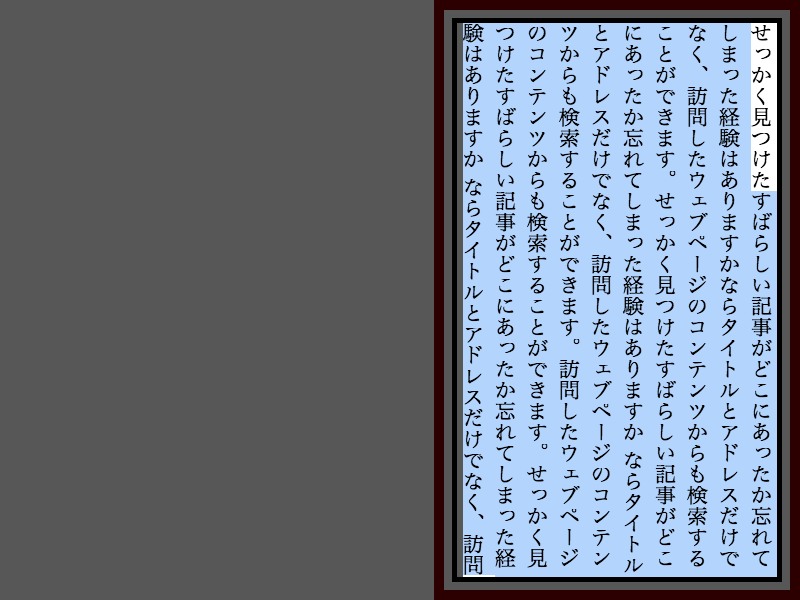 せっかく見つけたすばらしい記事がどこにあったか忘れて
しまった経験はありますかならタイトルとアドレスだけで
なく、訪問したウェブページのコンテンツからも検索する
ことができます。せっかく見つけたすばらしい記事がどこ
にあったか忘れてしまった経験はありますか ならタイトル
とアドレスだけでなく、訪問したウェブページのコンテン
ツからも検索することができます。訪問したウェブページ
のコンテンツからも検索することができます。せっかく見
つけたすばらしい記事がどこにあったか忘れてしまった経
験はありますか ならタイトルとアドレスだけでなく、訪問